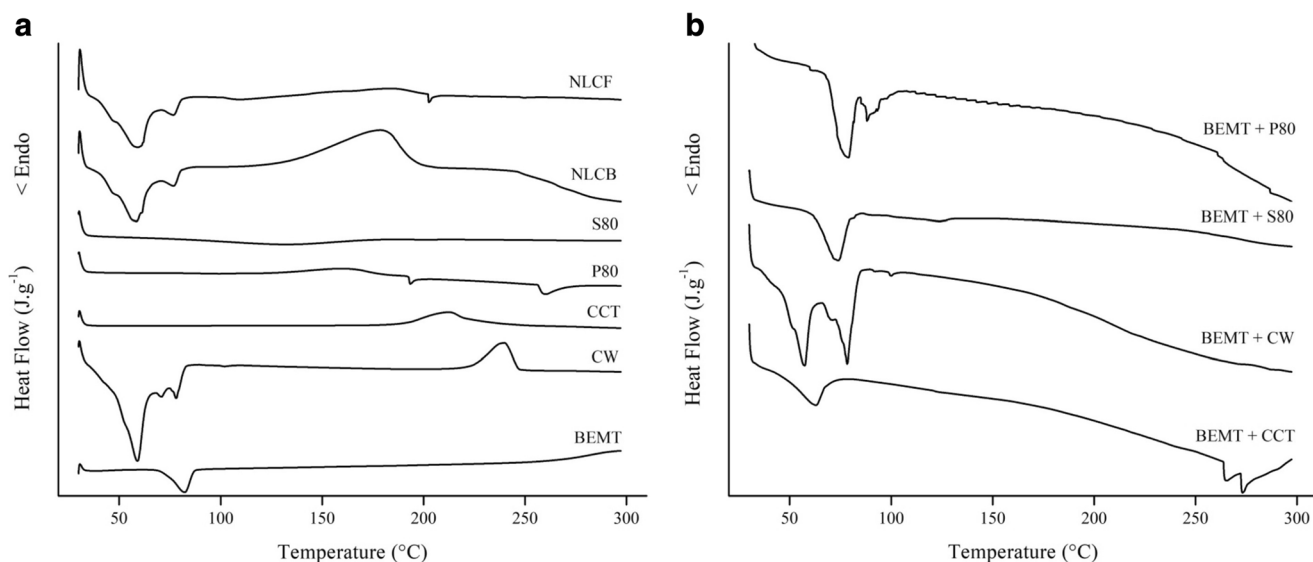 a
NLCF
NLCB
S80
P80
CCT
CW
BEMT
Heat Flow (J.g-1)
< Endo
50
100
150
200
250
300
Temperature (°C)
b
BEMT + P80
BEMT + S80
BEMT + CW
BEMT + CCT
Heat Flow (J.g-1)
< Endo
50
100
150
200
250
300
Temperature (°C)